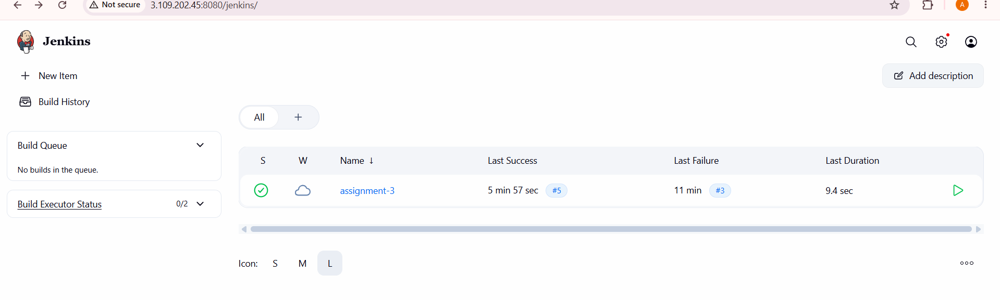 Not secure 3.109.202.45:8080/jenkins/
A
Jenkins
New Item
Add description
Build History
All +
Build Queue
No builds in the queue.
Build Executor Status 0/2
S W Name ↓ Last Success Last Failure Last Duration
assignment-3 5 min 57 sec #5 11 min #3 9.4 sec
Icon: S M L